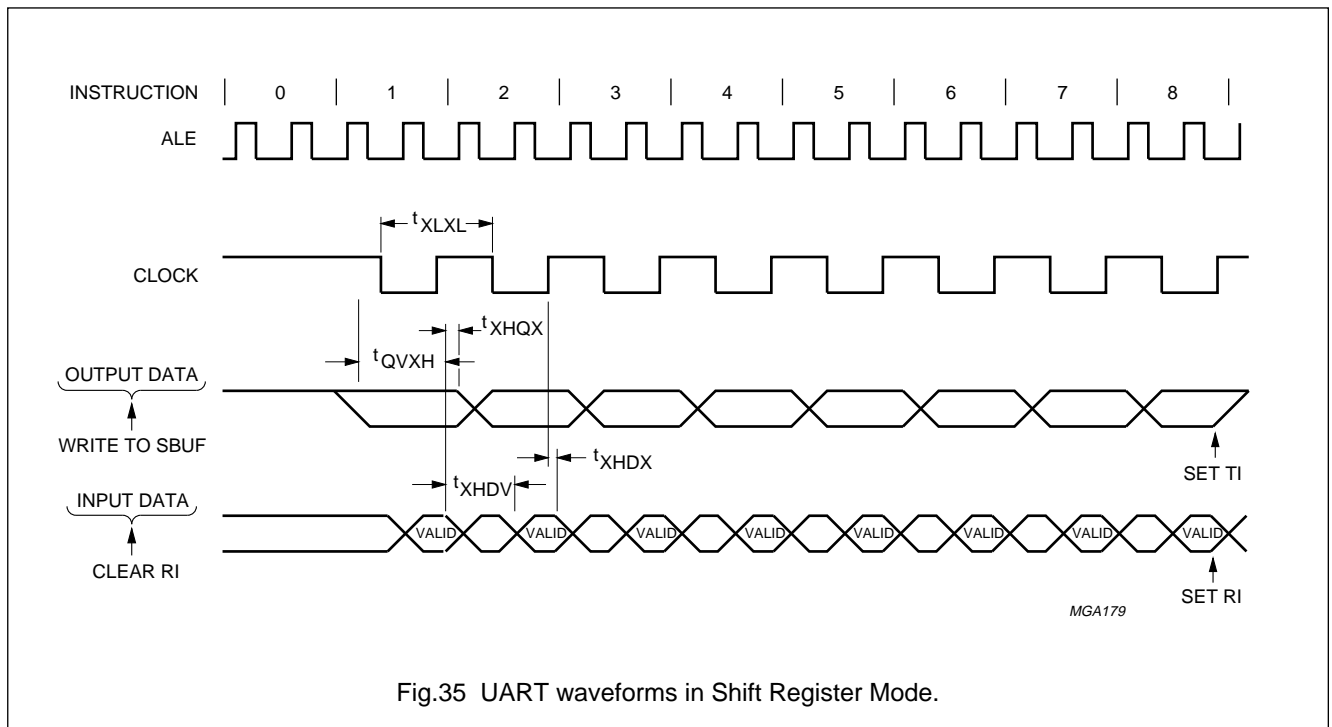 INSTRUCTION | 0 | 1 | 2 | 3 | 4 | 5 | 6 | 7 | 8 |
ALE
tXLXL
CLOCK
tXHQX
tQVXH
OUTPUT DATA
WRITE TO SBUF
SET TI
tXHDX
tXHDV
INPUT DATA
VALID VALID VALID VALID VALID VALID VALID VALID
CLEAR RI
SET RI
MGA179
Fig.35 UART waveforms in Shift Register Mode.